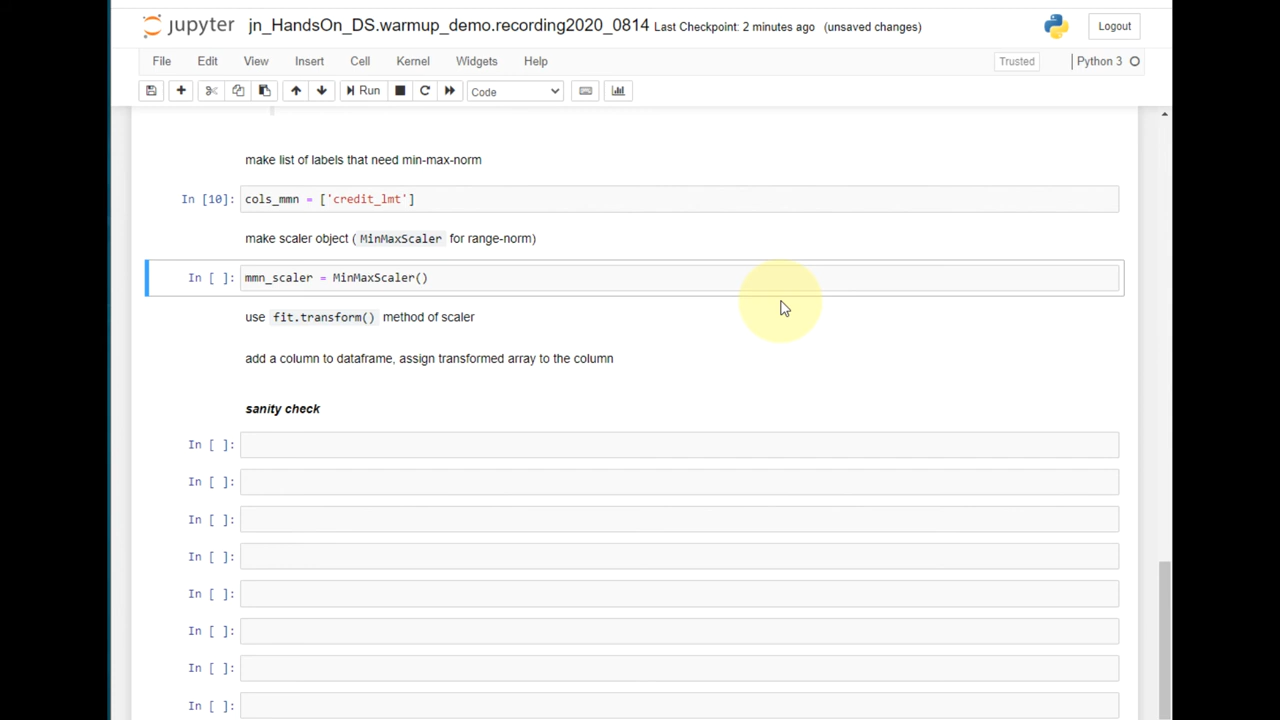 jupyter jn_HandsOn_DS.warmup_demo.recording2020_0814 Last Checkpoint: 2 minutes ago (unsaved changes) Logout
File Edit View Insert Cell Kernel Widgets Help Trusted Python 3
Run Code
make list of labels that need min-max-norm
In [10]: cols_mmn = ['credit_lmt']
make scaler object ( MinMaxScaler for range-norm)
In [ ]: mmn_scaler = MinMaxScaler()
use fit.transform() method of scaler
add a column to dataframe, assign transformed array to the column
sanity check
In [ ]:
In [ ]:
In [ ]:
In [ ]:
In [ ]:
In [ ]:
In [ ]:
In [ ]: